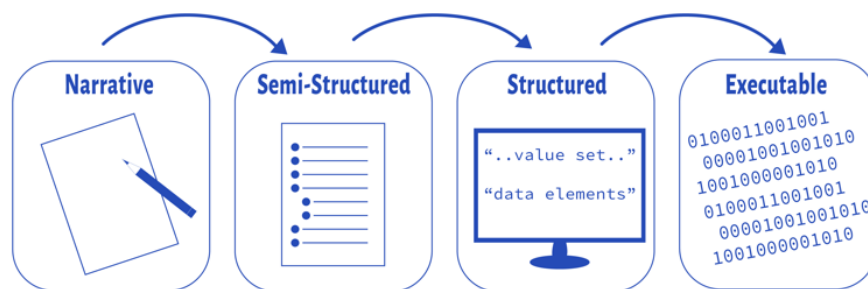 Narrative
Semi-Structured
Structured
Executable
“..value set..”
“data elements”
0100011001001
00001001001010
1001000001010
0100011001001
00001001001010
1001000001010